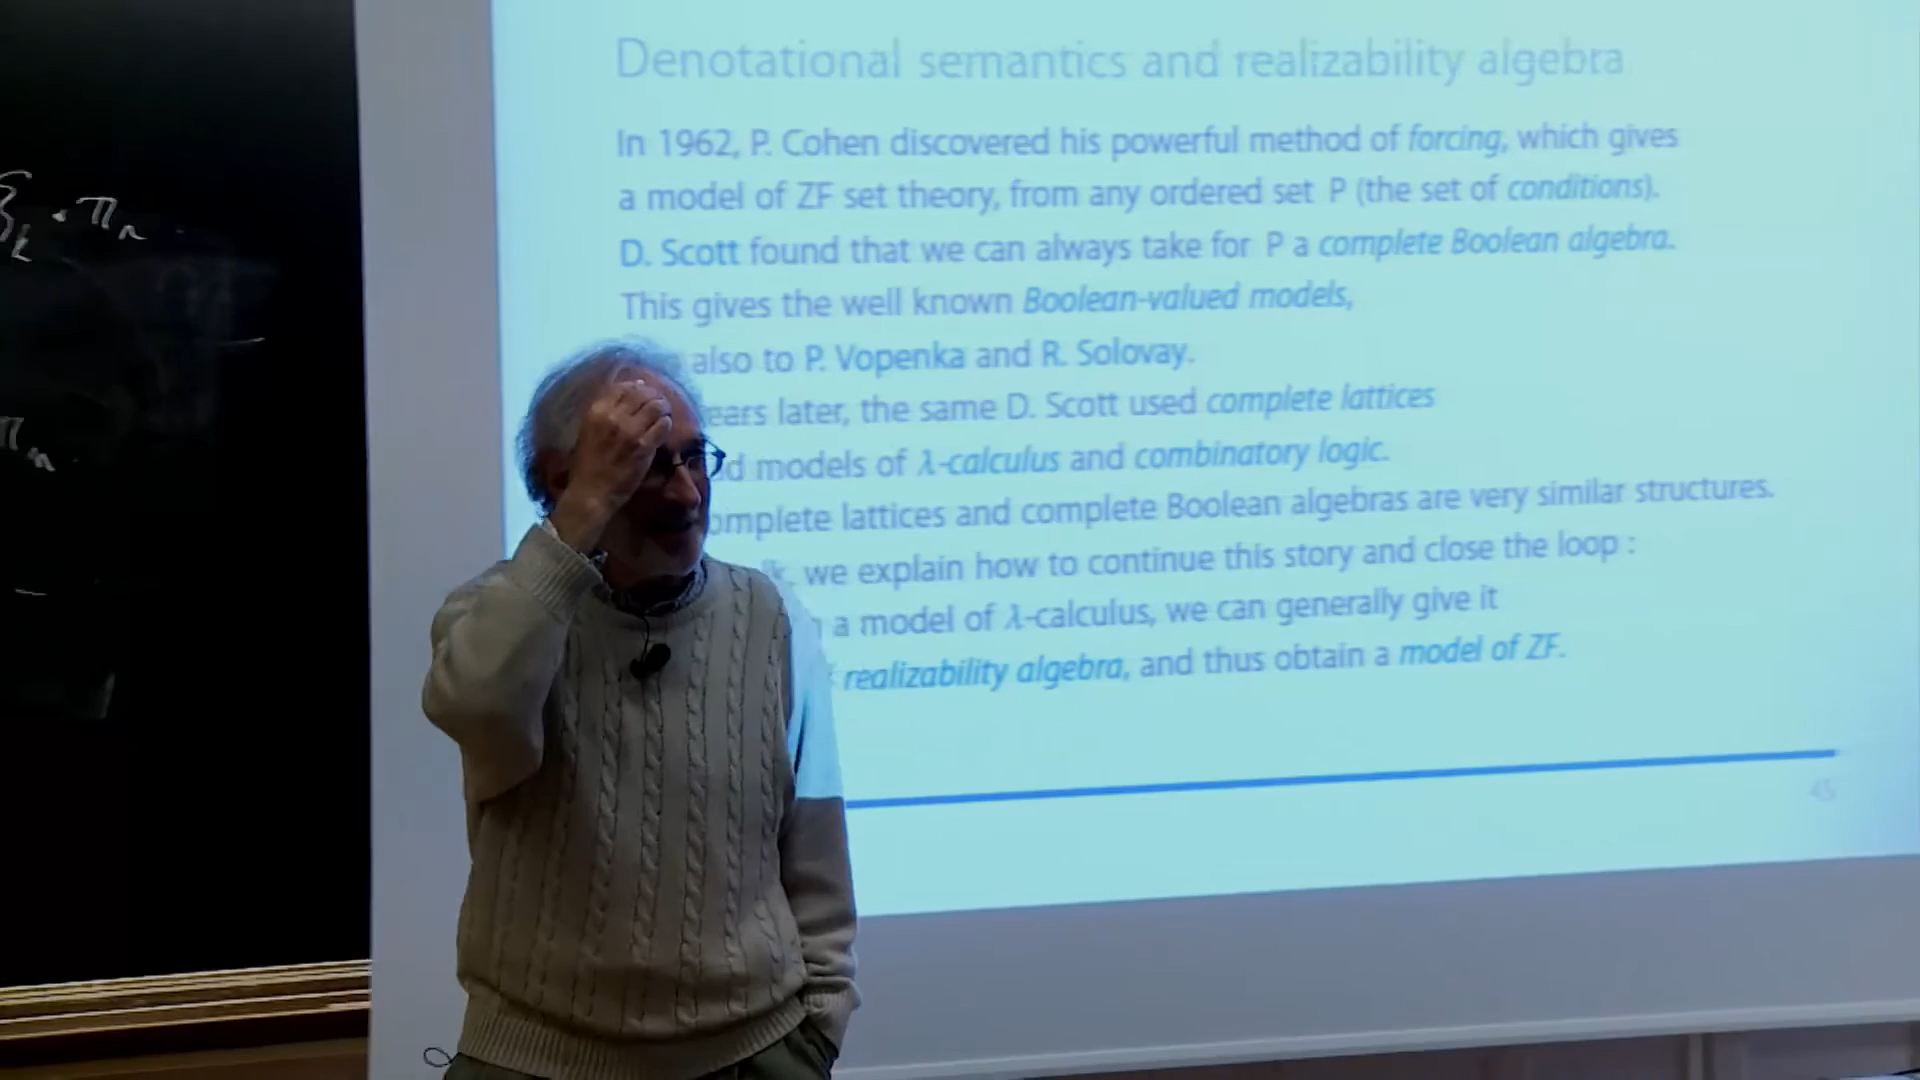 Denotational semantics and realizability algebra
In 1962, P. Cohen discovered his powerful method of forcing, which gives
a model of ZF set theory, from any ordered set P (the set of conditions).
D. Scott found that we can always take for P a complete Boolean algebra.
This gives the well known Boolean-valued models,
also to P. Vopenka and R. Solovay.
ears later, the same D. Scott used complete lattices
d models of λ-calculus and combinatory logic.
omplete lattices and complete Boolean algebras are very similar structures.
k, we explain how to continue this story and close the loop :
a model of λ-calculus, we can generally give it
realizability algebra, and thus obtain a model of ZF.
45